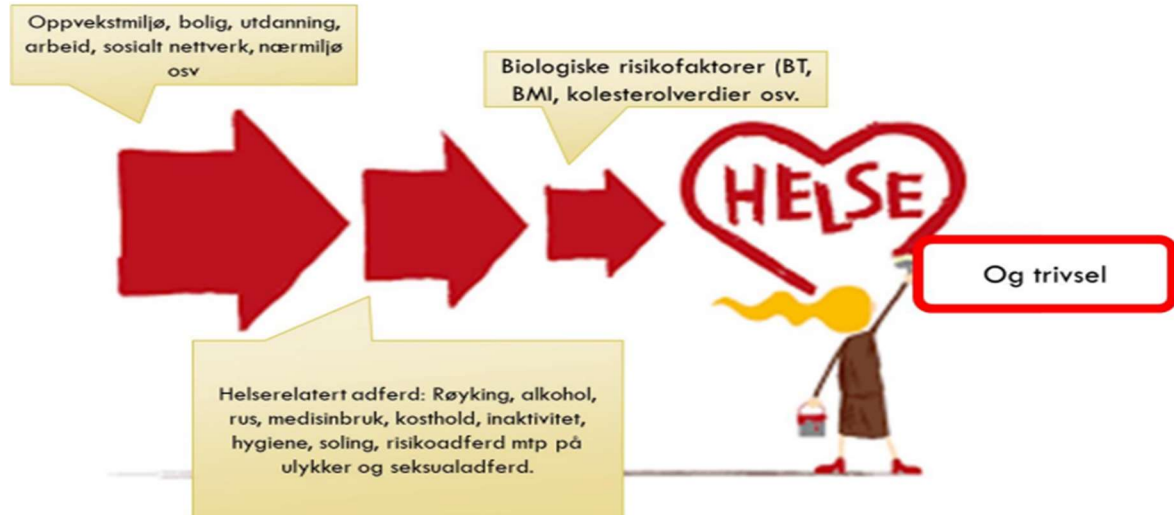 Oppvekstmiljø, bolig, utdanning,
arbeid, sosialt nettverk, nærmiljø
osv
Biologiske risikofaktorer (BT,
BMI, kolesterolverdier osv.
HELSE
Og trivsel
Helserelatert adferd: Røyking, alkohol,
rus, medisinbruk, kosthold, inaktivitet,
hygiene, soling, risikoadferd mtp på
ulykker og seksualadferd.